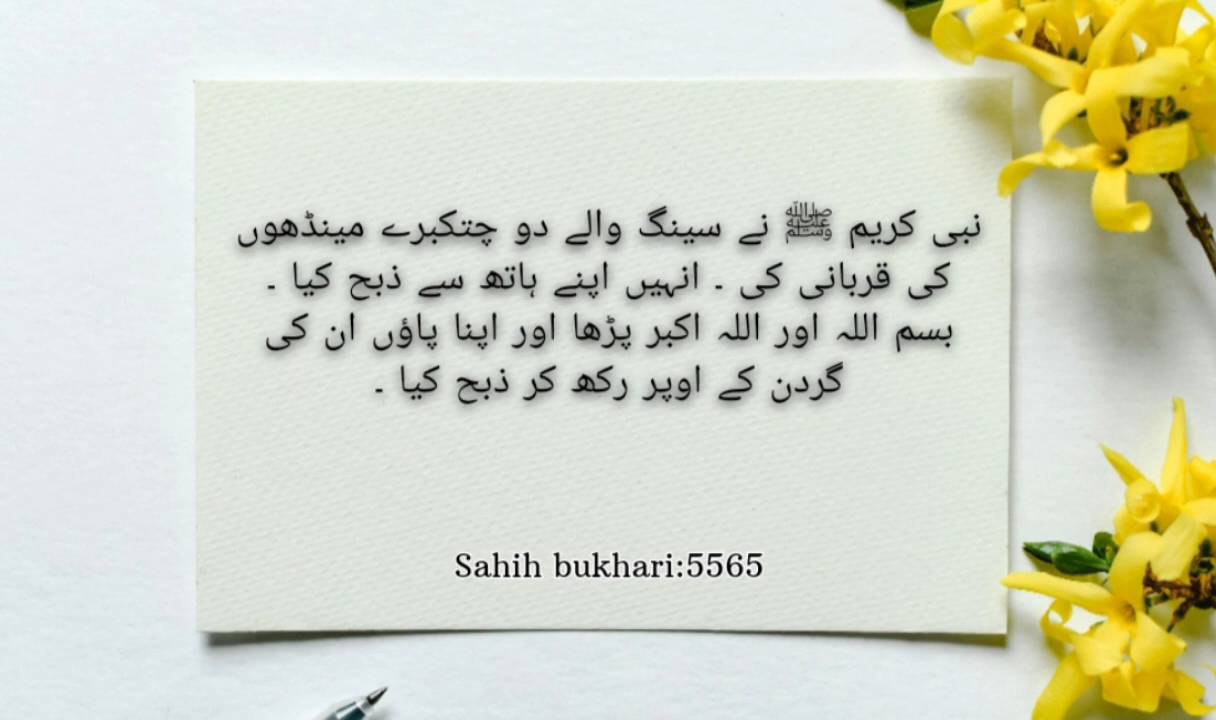 نبی کریم ﷺ نے سینگ والے دو چتکبرے مینڈھوں
کی قربانی کی ۔ انہیں اپنے ہاتھ سے ذبح کیا ۔
بسم اللہ اور اللہ اکبر پڑھا اور اپنا پاؤں ان کی
گردن کے اوپر رکھ کر ذبح کیا ۔
Sahih bukhari:5565